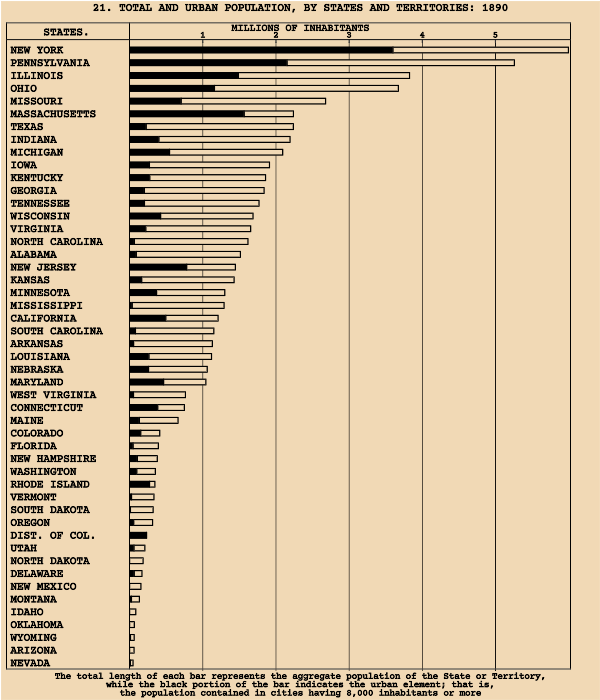 21. TOTAL AND URBAN POPULATION, BY STATES AND TERRITORIES: 1890
MILLIONS OF INHABITANTS
STATES.
1 2 3 4 5
NEW YORK
PENNSYLVANIA
ILLINOIS
OHIO
MISSOURI
MASSACHUSETTS
TEXAS
INDIANA
MICHIGAN
IOWA
KENTUCKY
GEORGIA
TENNESSEE
WISCONSIN
VIRGINIA
NORTH CAROLINA
ALABAMA
NEW JERSEY
KANSAS
MINNESOTA
MISSISSIPPI
CALIFORNIA
SOUTH CAROLINA
ARKANSAS
LOUISIANA
NEBRASKA
MARYLAND
WEST VIRGINIA
CONNECTICUT
MAINE
COLORADO
FLORIDA
NEW HAMPSHIRE
WASHINGTON
RHODE ISLAND
VERMONT
SOUTH DAKOTA
OREGON
DIST. OF COL.
UTAH
NORTH DAKOTA
DELAWARE
NEW MEXICO
MONTANA
IDAHO
OKLAHOMA
WYOMING
ARIZONA
NEVADA
The total length of each bar represents the aggregate population of the State or Territory,
while the black portion of the bar indicates the urban element; that is,
the population contained in cities having 8,000 inhabitants or more